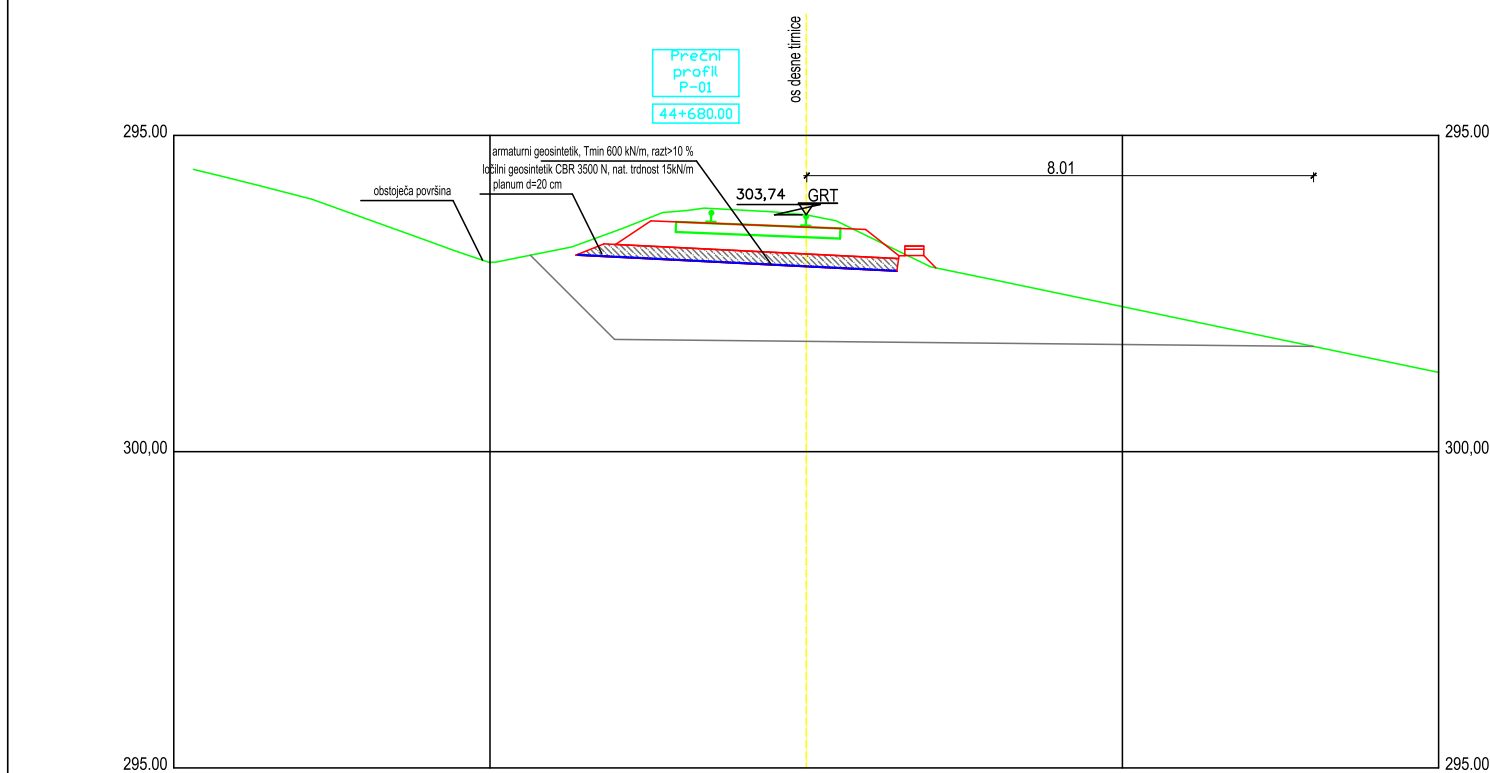 os desne tirnice
Prečni
profil
P-01
44+680.00
295.00
295.00
armaturni geosintetik, Tmin 600 kN/m, razt>10 %
ločilni geosintetik CBR 3500 N, nat. trdnost 15kN/m
planum d=20 cm
obstoječa površina
303,74
GRT
8.01
300,00
300,00
295.00
295.00